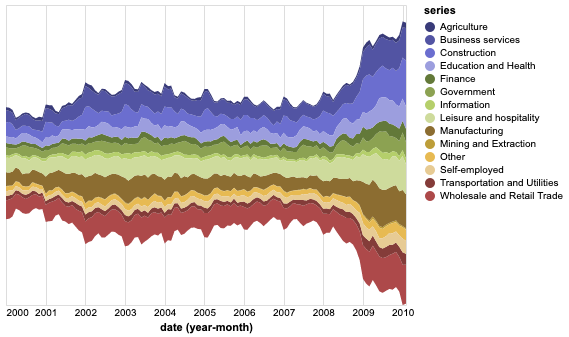 series
Agriculture
Business services
Construction
Education and Health
Finance
Government
Information
Leisure and hospitality
Manufacturing
Mining and Extraction
Other
Self-employed
Transportation and Utilities
Wholesale and Retail Trade
2000 2001 2002 2003 2004 2005 2006 2007 2008 2009 2010
date (year-month)